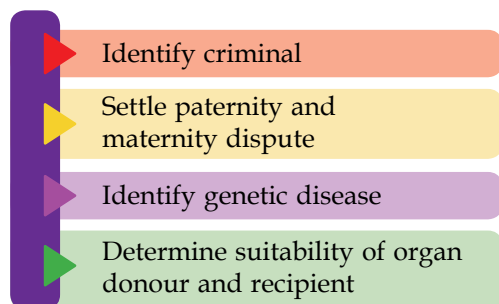 Identify criminal
Settle paternity and
maternity dispute
Identify genetic disease
Determine suitability of organ
donour and recipient